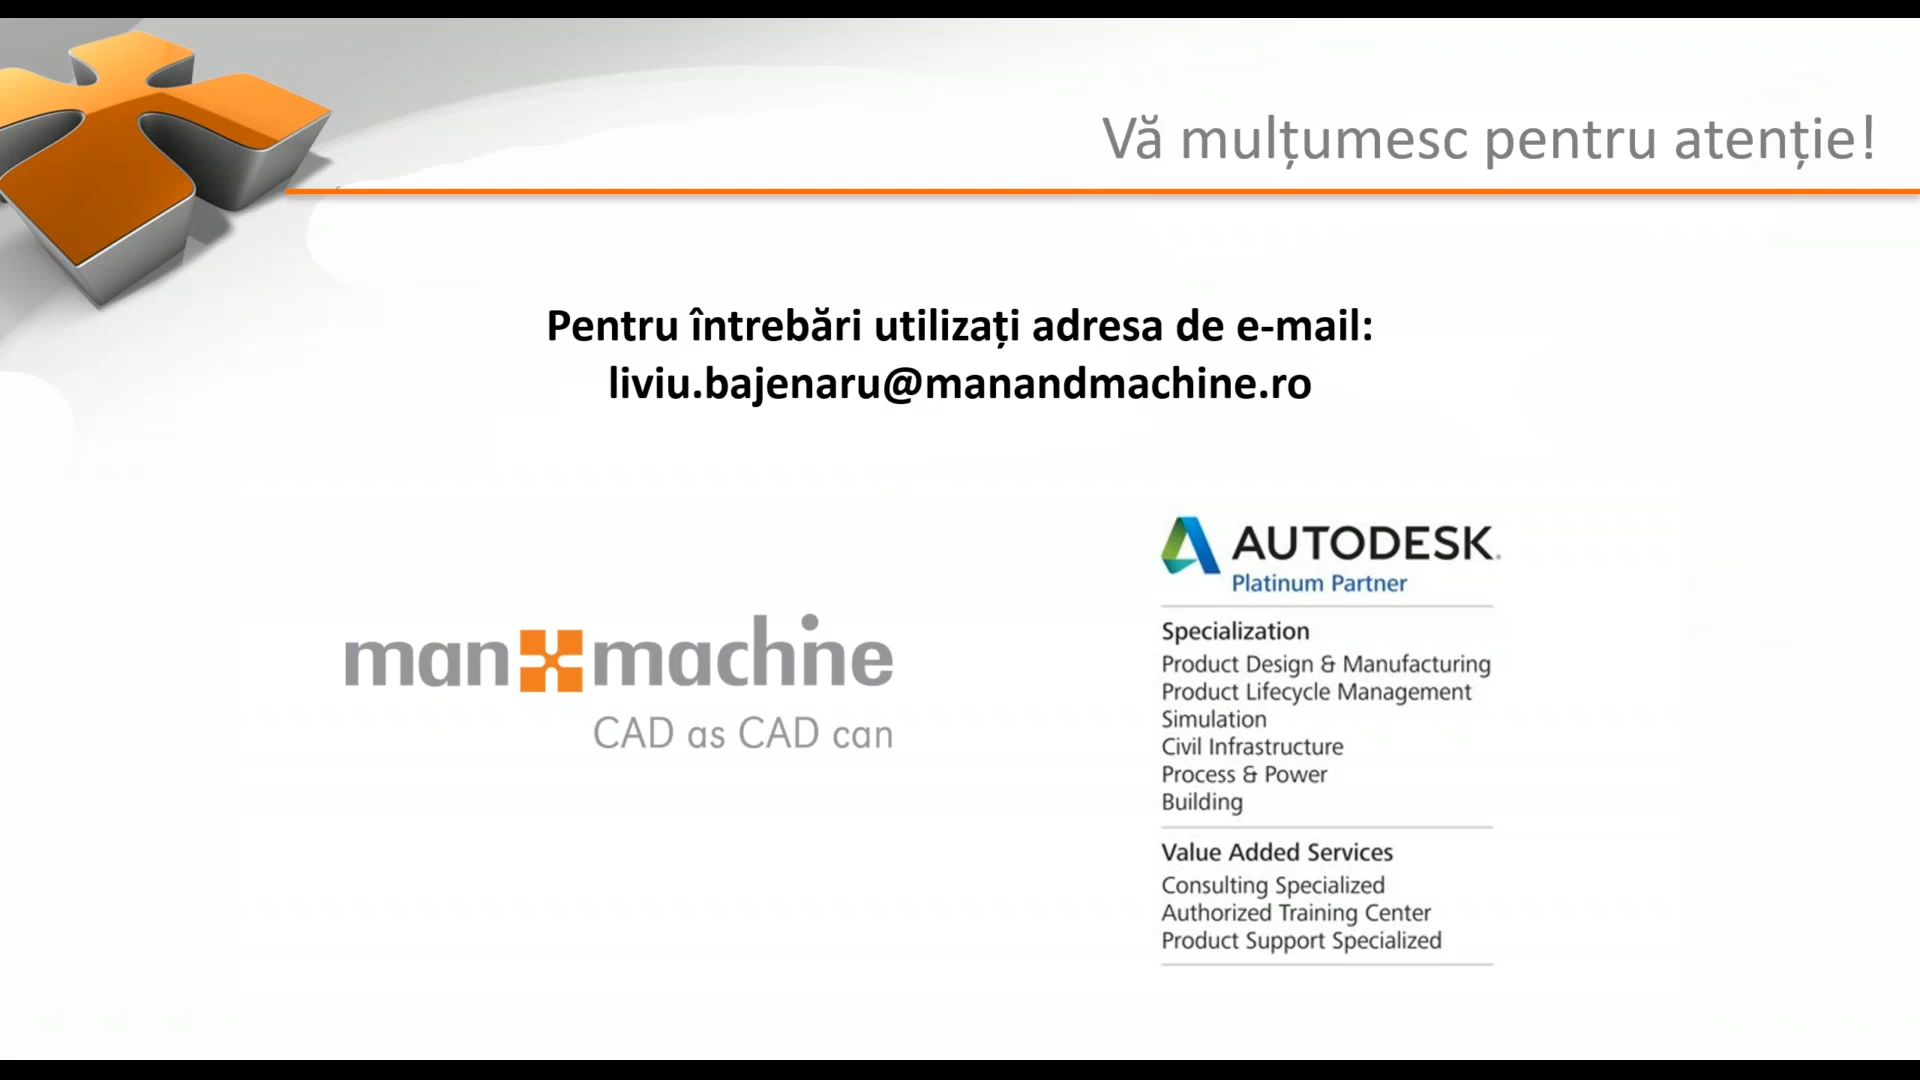 Vă mulțumesc pentru atenție!
Pentru întrebări utilizați adresa de e-mail:
liviu.bajenaru@manandmachine.ro
man machine
CAD as CAD can
AUTODESK.
Platinum Partner
Specialization
Product Design & Manufacturing
Product Lifecycle Management
Simulation
Civil Infrastructure
Process & Power
Building
Value Added Services
Consulting Specialized
Authorized Training Center
Product Support Specialized